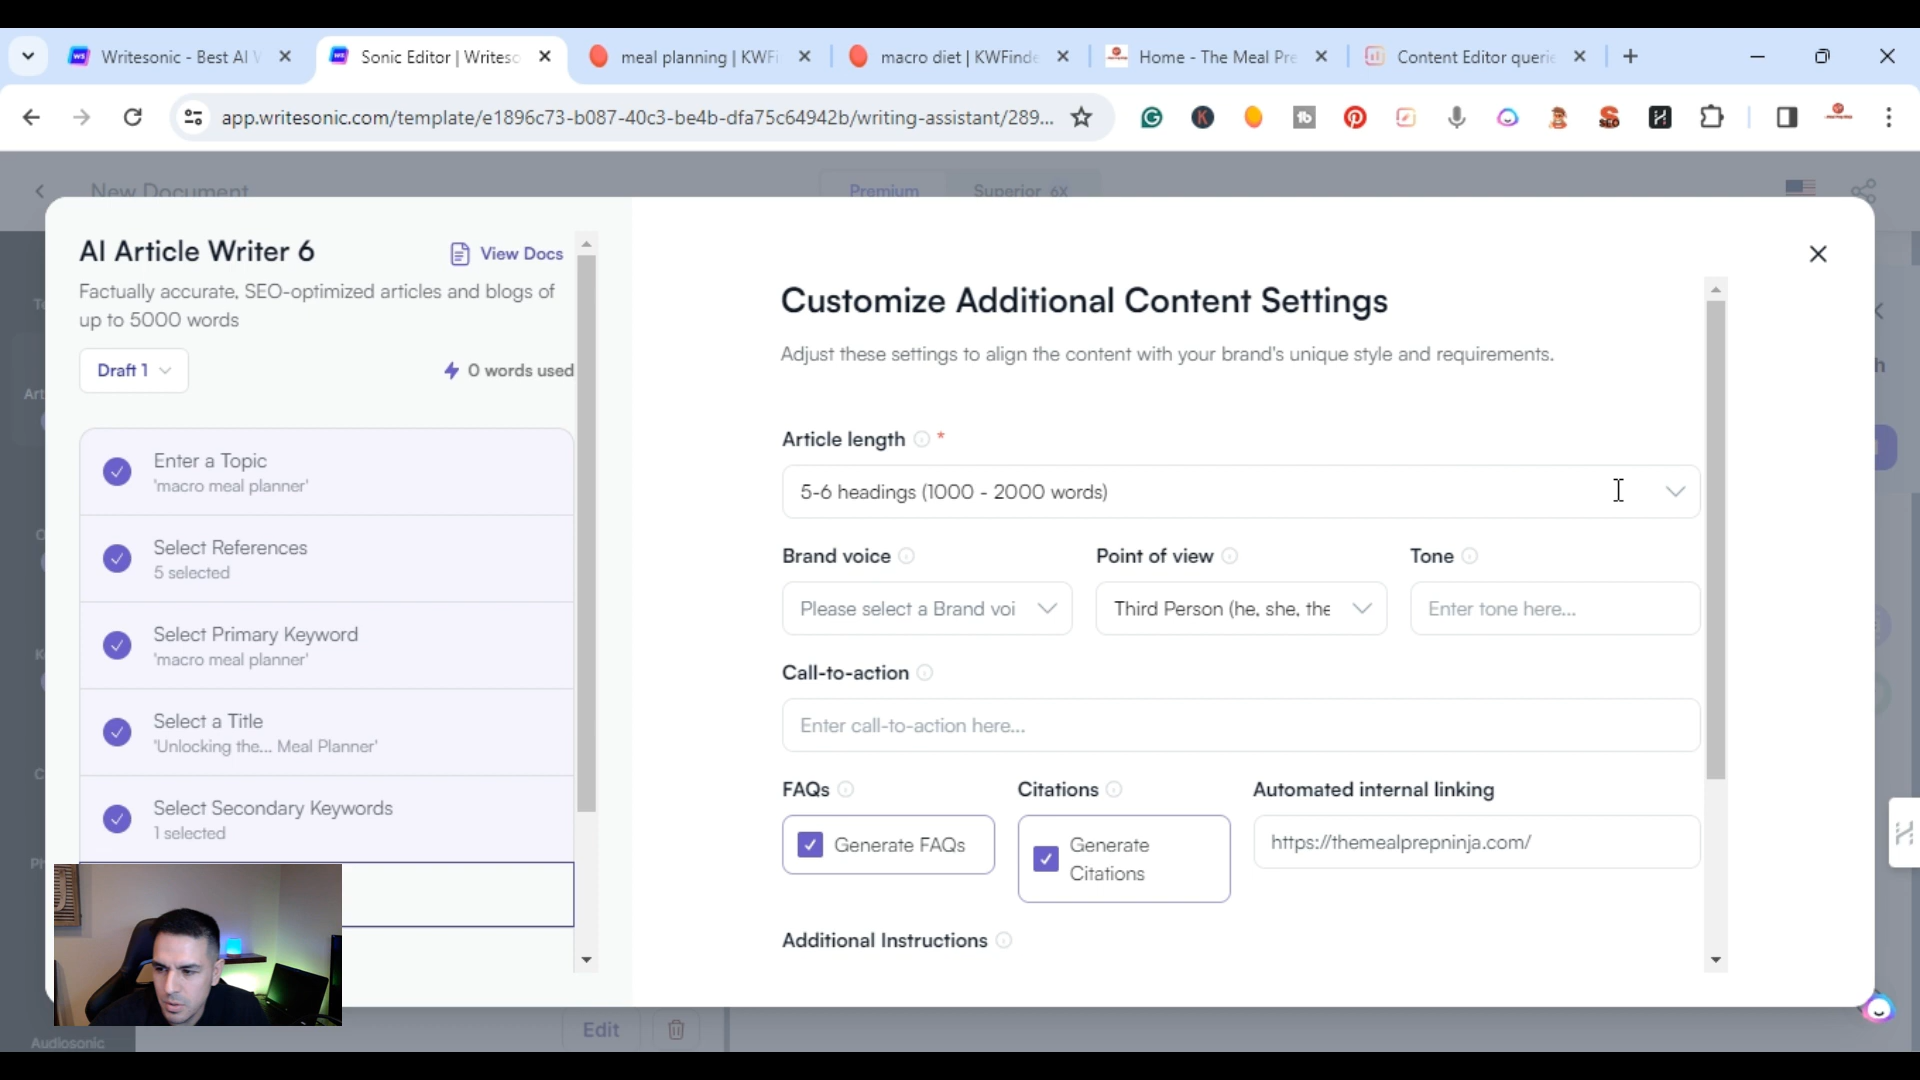 Writesonic - Best AI
Sonic Editor | Writeso
meal planning | KWFi
macro diet | KWFinde
Home - The Meal Pre
Content Editor querie
app.writesonic.com/template/e1896c73-b087-40c3-be4b-dfa75c64942b/writing-assistant/289...
New Document
Premium
Superior 6X
AI Article Writer 6
View Docs
Factually accurate, SEO-optimized articles and blogs of
up to 5000 words
Draft 1
0 words used
Enter a Topic
'macro meal planner'
Select References
5 selected
Select Primary Keyword
'macro meal planner'
Select a Title
'Unlocking the... Meal Planner'
Select Secondary Keywords
1 selected
Customize Additional Content Settings
Adjust these settings to align the content with your brand's unique style and requirements.
Article length *
5-6 headings (1000 - 2000 words)
Brand voice
Point of view
Tone
Please select a Brand voi
Third Person (he, she, the
Enter tone here...
Call-to-action
Enter call-to-action here...
FAQs
Citations
Automated internal linking
Generate FAQs
Generate
Citations
https://themealprepninja.com/
Additional Instructions
Edit
Audiosonic